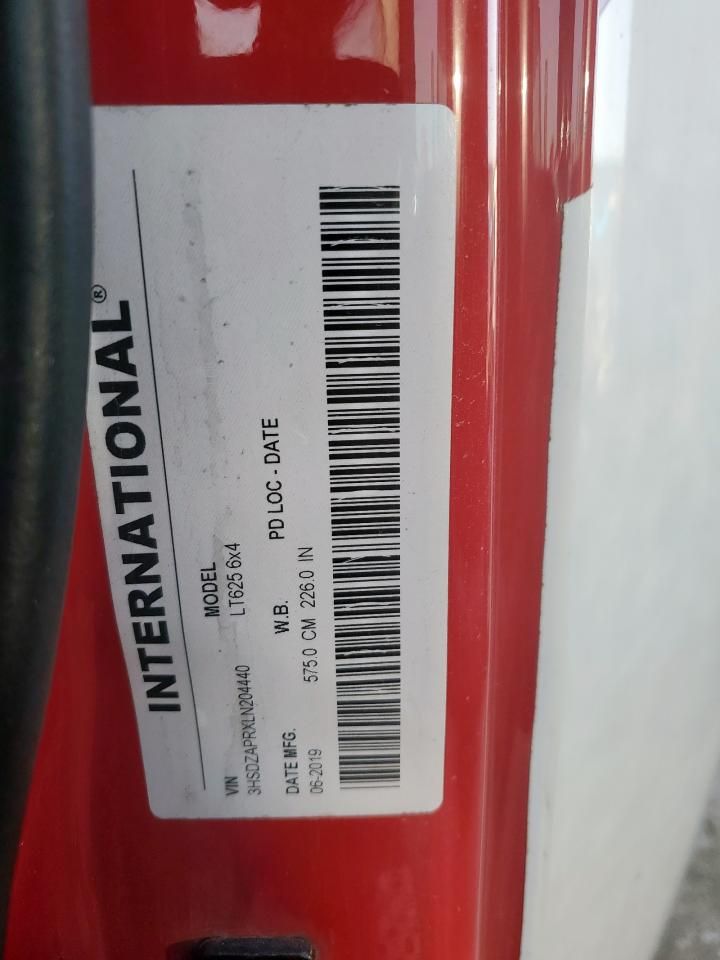 INTERNATIONAL®
VIN MODEL
3HSDZAPRXLN204440 LT625 6x4
DATE MFG. W.B. PD LOC - DATE
06-2019 575.0 CM 226.0 IN